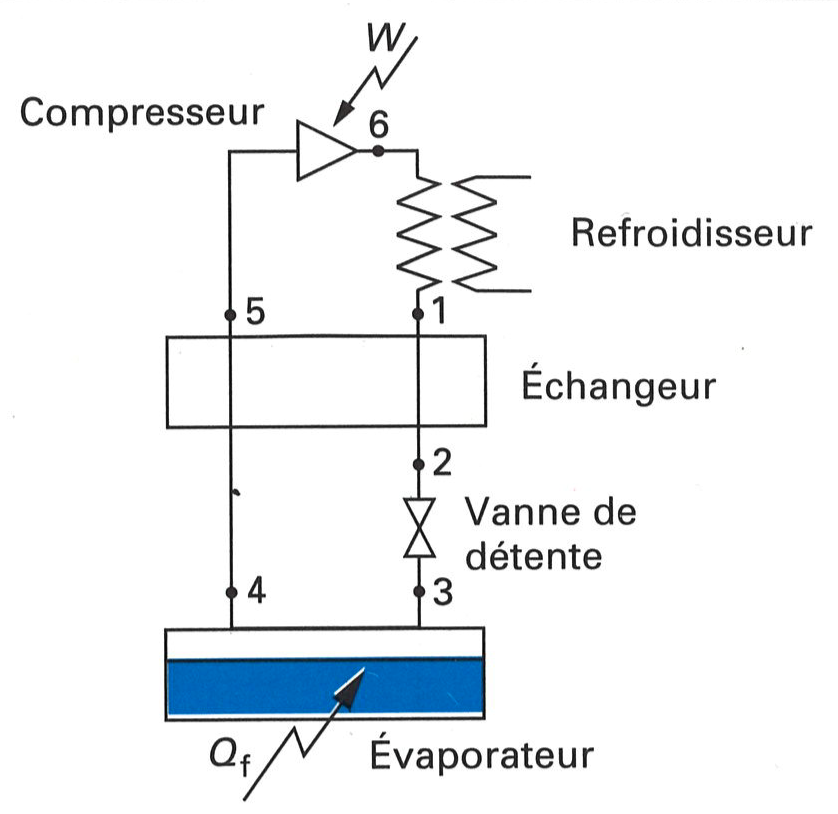 W
Compresseur
6
Refroidisseur
5
1
Échangeur
2
Vanne de
détente
4
3
Qf
Évaporateur